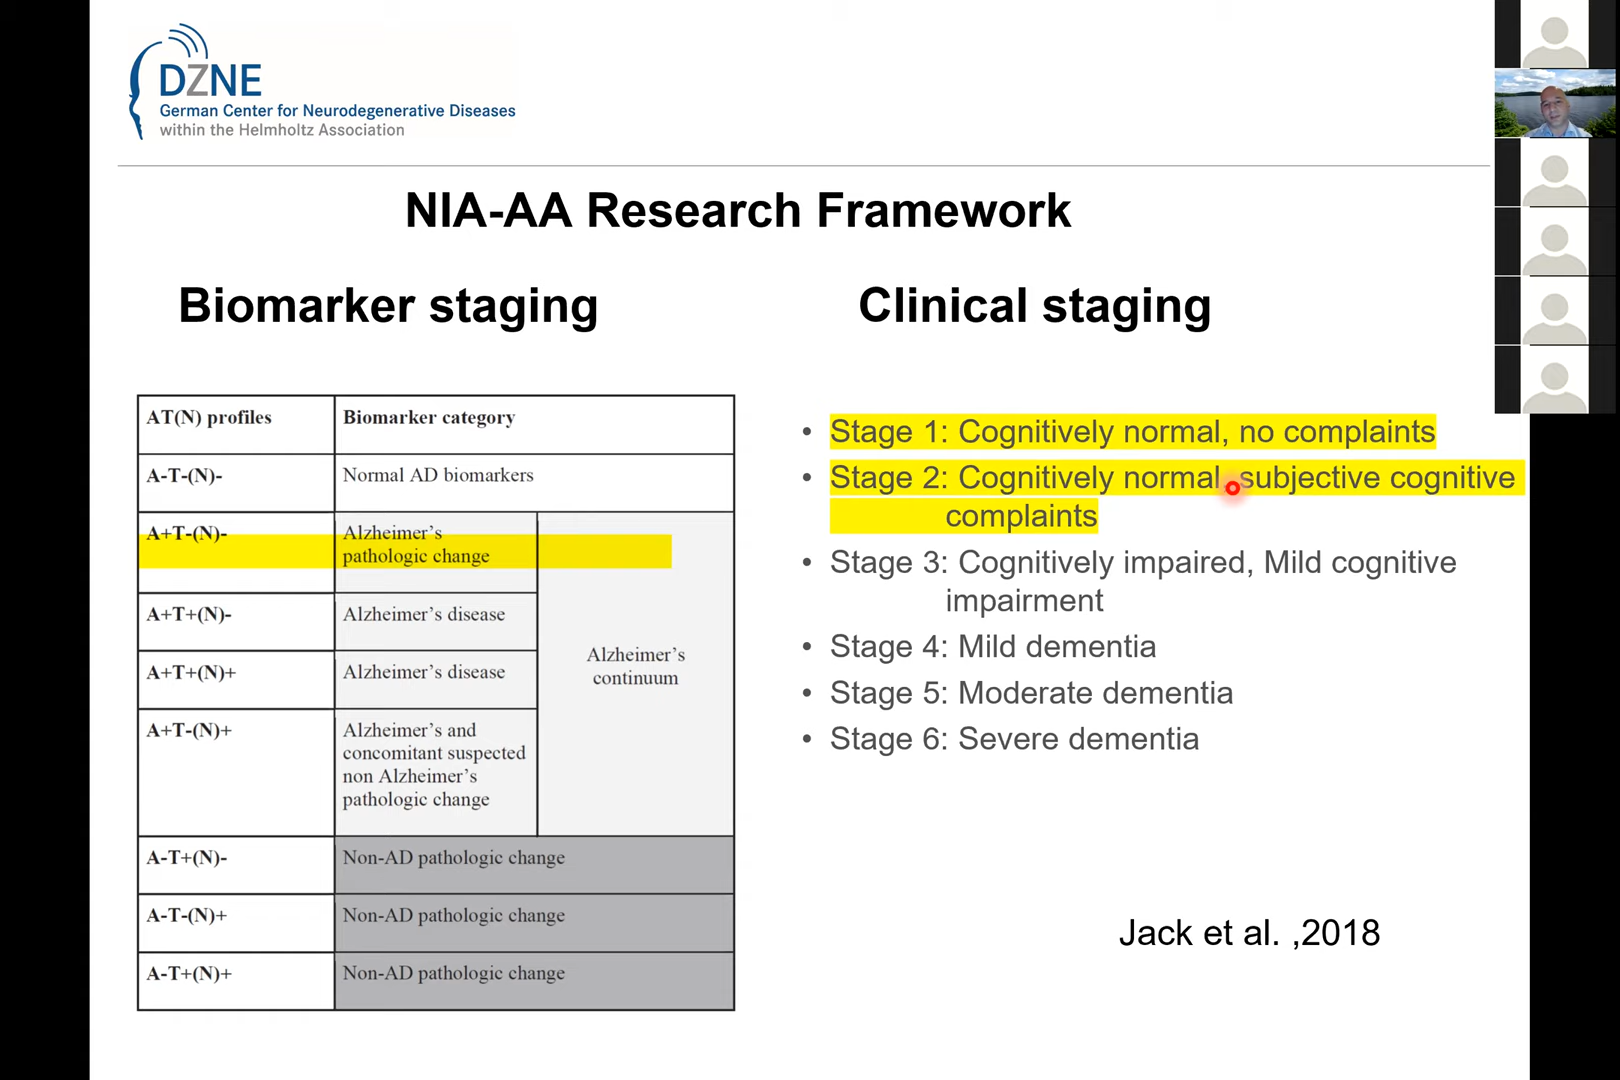 DZNE
German Center for Neurodegenerative Diseases
within the Helmholtz Association
NIA-AA Research Framework
Biomarker staging
Clinical staging
AT(N) profiles Biomarker category
A-T-(N)- Normal AD biomarkers
A+T-(N)- Alzheimer’s
pathologic change
A+T+(N)- Alzheimer’s disease
A+T+(N)+ Alzheimer’s disease
A+T-(N)+ Alzheimer’s and
concomitant suspected
non Alzheimer’s
pathologic change
Alzheimer’s
continuum
A-T+(N)- Non-AD pathologic change
A-T-(N)+ Non-AD pathologic change
A-T+(N)+ Non-AD pathologic change
• Stage 1: Cognitively normal, no complaints
• Stage 2: Cognitively normal, subjective cognitive
complaints
• Stage 3: Cognitively impaired, Mild cognitive
impairment
• Stage 4: Mild dementia
• Stage 5: Moderate dementia
• Stage 6: Severe dementia
Jack et al. ,2018